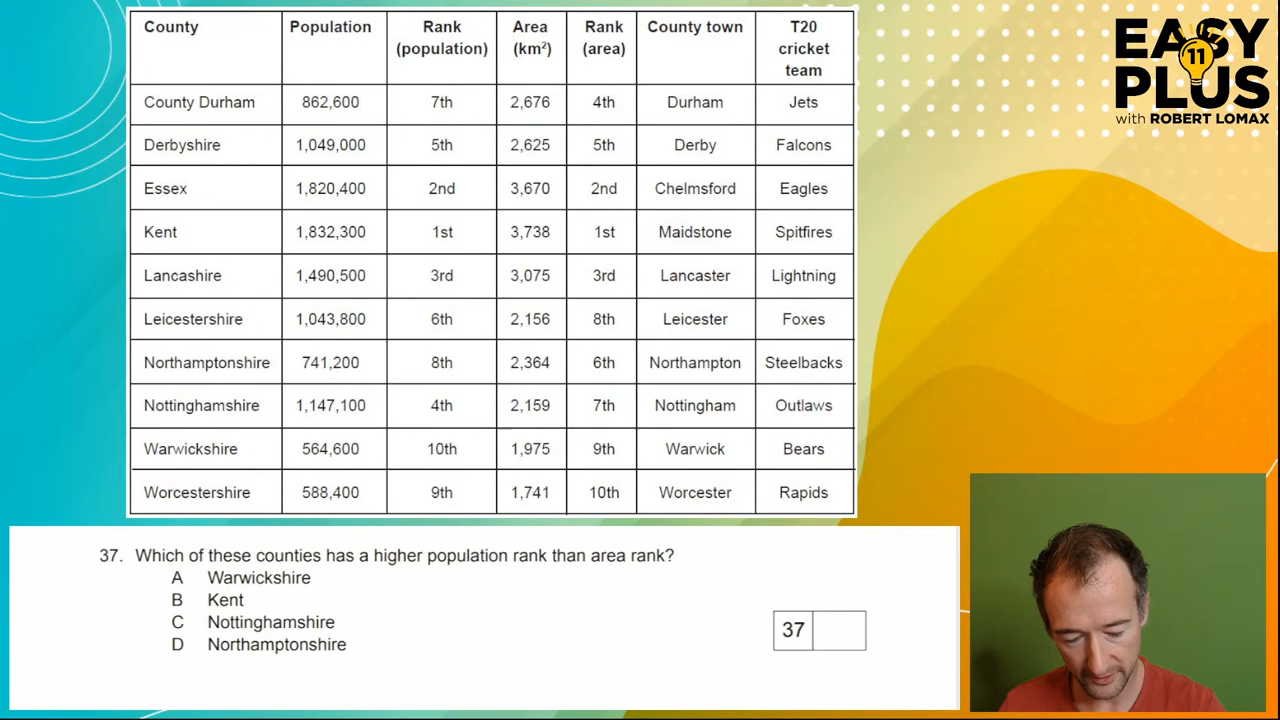 County Population Rank (population) Area (km²) Rank (area) County town T20 cricket team
County Durham 862,600 7th 2,676 4th Durham Jets
Derbyshire 1,049,000 5th 2,625 5th Derby Falcons
Essex 1,820,400 2nd 3,670 2nd Chelmsford Eagles
Kent 1,832,300 1st 3,738 1st Maidstone Spitfires
Lancashire 1,490,500 3rd 3,075 3rd Lancaster Lightning
Leicestershire 1,043,800 6th 2,156 8th Leicester Foxes
Northamptonshire 741,200 8th 2,364 6th Northampton Steelbacks
Nottinghamshire 1,147,100 4th 2,159 7th Nottingham Outlaws
Warwickshire 564,600 10th 1,975 9th Warwick Bears
Worcestershire 588,400 9th 1,741 10th Worcester Rapids
EASY
11
PLUS
with ROBERT LOMAX
37. Which of these counties has a higher population rank than area rank?
A Warwickshire
B Kent
C Nottinghamshire
D Northamptonshire
37